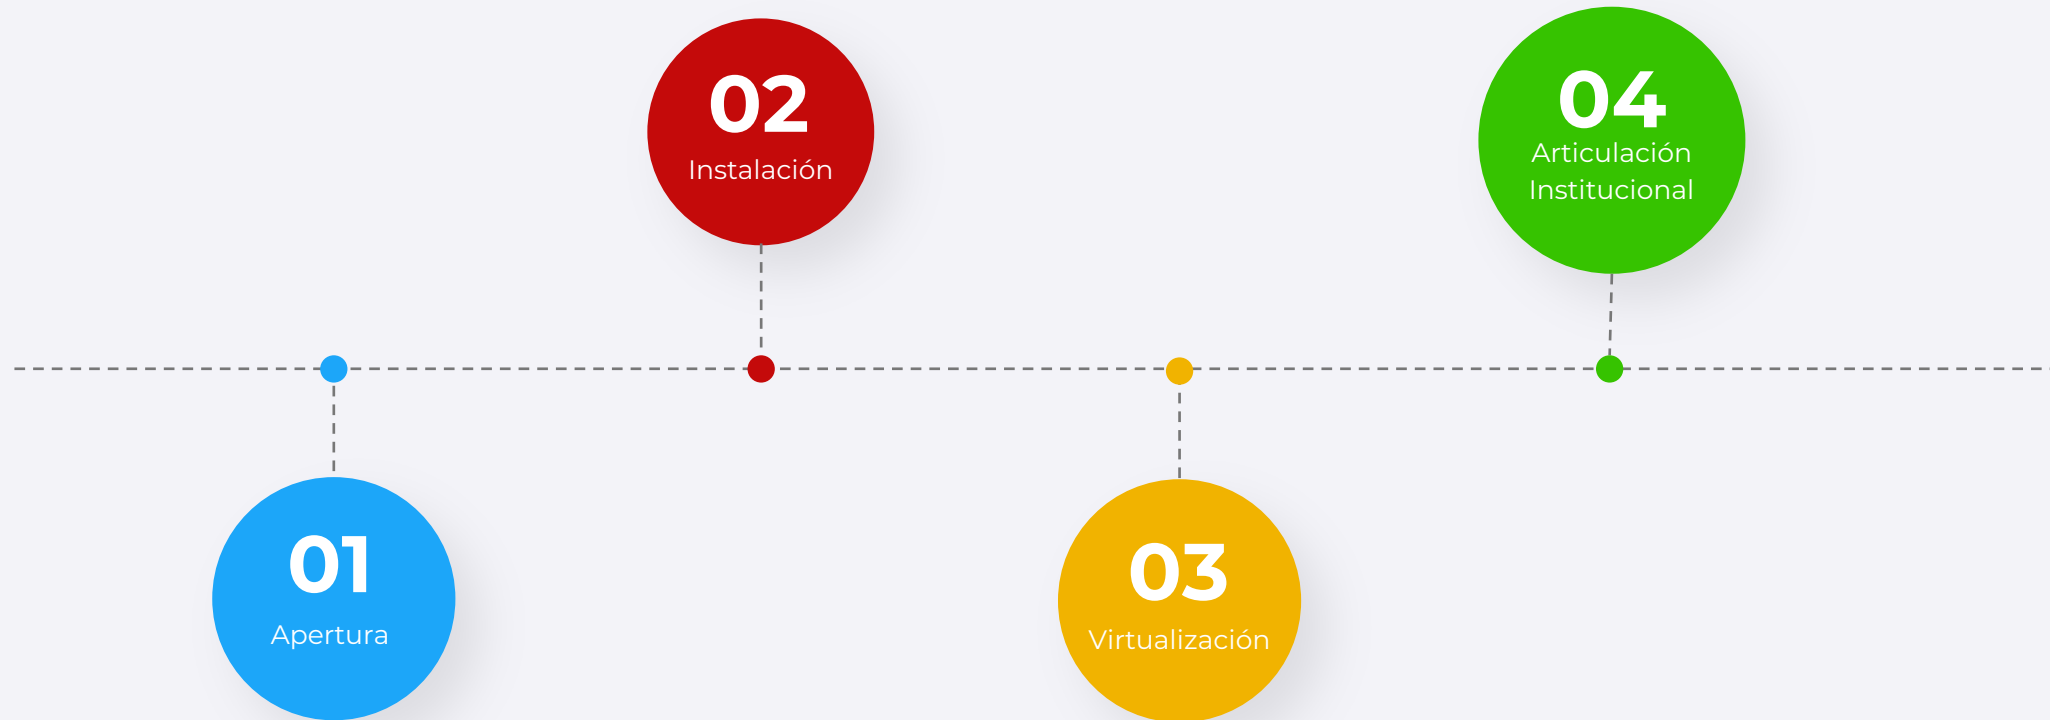 01
Apertura
02
Instalación
03
Virtualización
04
Articulación
Institucional